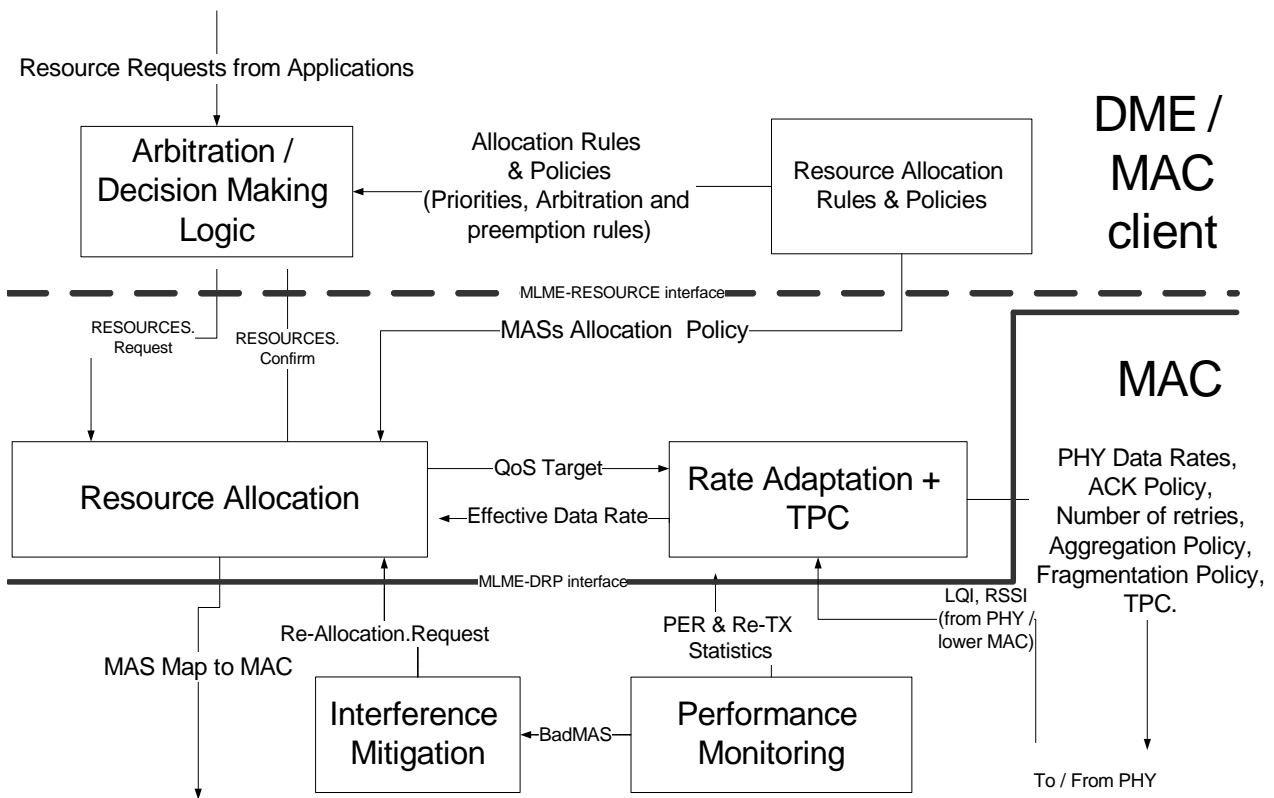 Resource Requests from Applications
Arbitration /
Decision Making
Logic
Allocation Rules
& Policies
(Priorities, Arbitration and
preemption rules)
Resource Allocation
Rules & Policies
DME /
MAC
client
MLME-RESOURCE interface
RESOURCES.
Request
RESOURCES.
Confirm
MASs Allocation Policy
MAC
Resource Allocation
QoS Target
Effective Data Rate
Rate Adaptation +
TPC
PHY Data Rates,
ACK Policy,
Number of retries,
Aggregation Policy,
Fragmentation Policy,
TPC.
MLME-DRP interface
Re-Allocation.Request
PER & Re-TX
Statistics
LQI, RSSI
(from PHY /
lower MAC)
MAS Map to MAC
Interference
Mitigation
BadMAS
Performance
Monitoring
To / From PHY